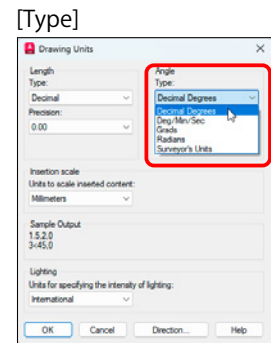 [Type]
Drawing Units
Length
Type:
Decimal
Precision:
0.00
Angle
Type:
Decimal Degrees
Decimal Degrees
Deg/Min/Sec
Grads
Radians
Surveyor's Units
Insertion scale
Units to scale inserted content:
Millimeters
Sample Output
1.5,2.0
3<45,0
Lighting
Units for specifying the intensity of lighting:
International
OK Cancel Direction... Help